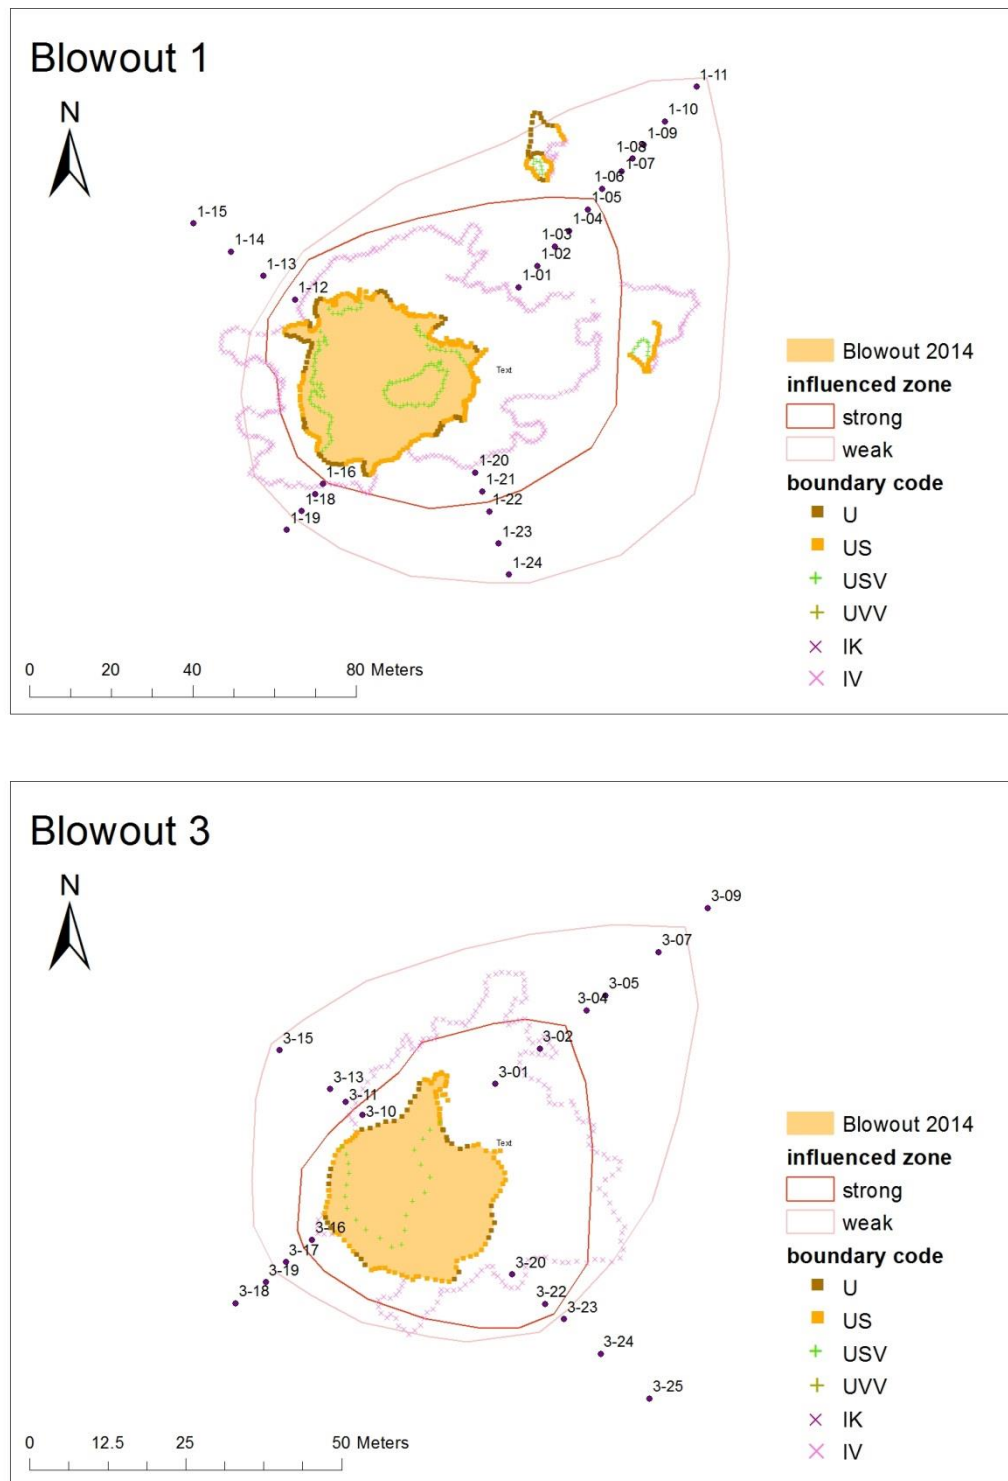 Blowout 1
N
1-11
1-10
1-09
1-08
1-07
1-06
1-05
1-04
1-03
1-02
1-01
1-15
1-14
1-13
1-12
Text
1-16
1-18
1-19
1-20
1-21
1-22
1-23
1-24
Blowout 2014
influenced zone
strong
weak
boundary code
U
US
USV
UVV
IK
IV
0 20 40 80 Meters
Blowout 3
N
3-09
3-07
3-05
3-04
3-02
3-01
3-15
3-13
3-11
3-10
Text
3-16
3-17
3-19
3-18
3-20
3-22
3-23
3-24
3-25
Blowout 2014
influenced zone
strong
weak
boundary code
U
US
USV
UVV
IK
IV
0 12.5 25 50 Meters